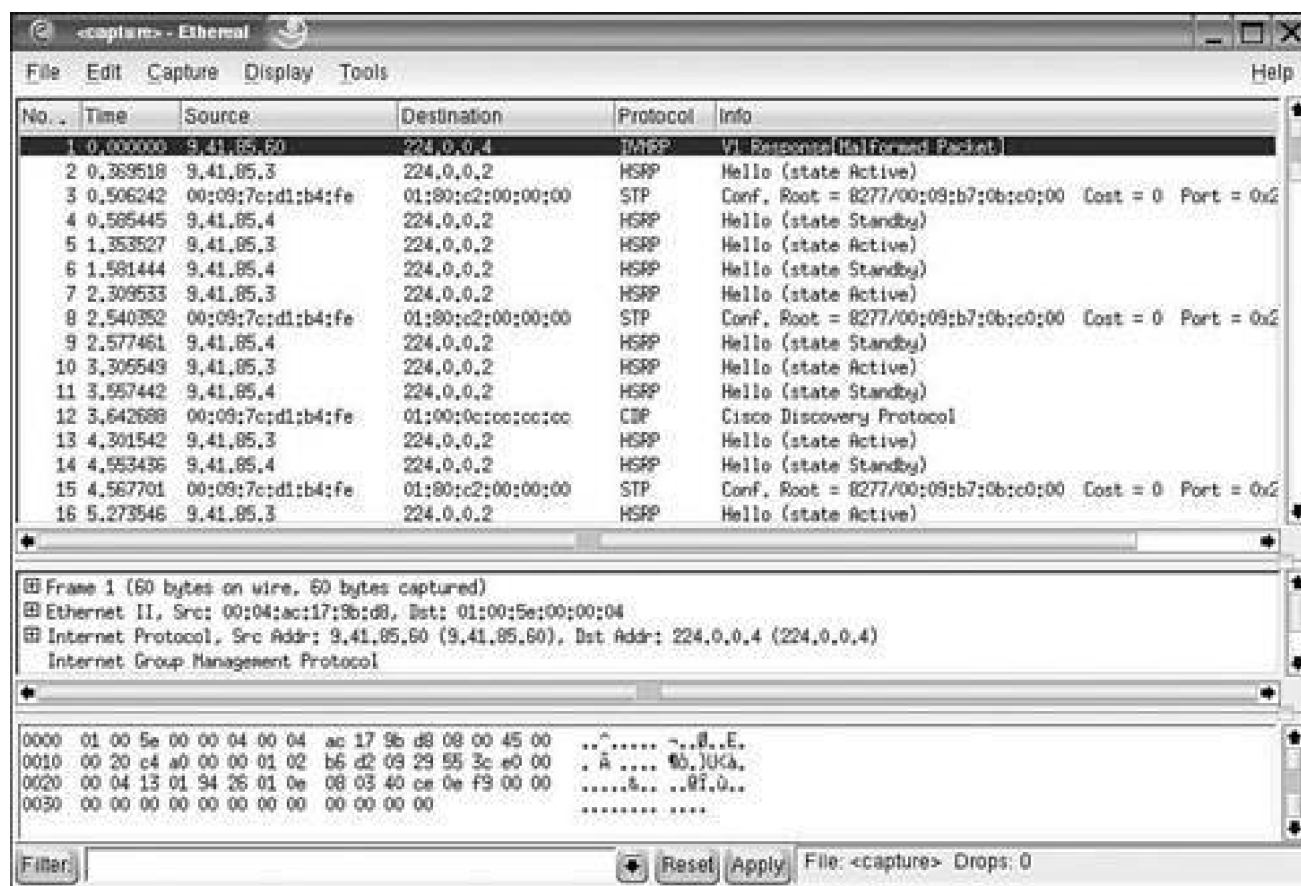 <capture> - Ethereal
File Edit Capture Display Tools Help
No. . Time Source Destination Protocol Info
1 0.000000 9.41.85.60 224.0.0.4 DVMRP V1 Response[Malformed Packet]
2 0.369518 9.41.85.3 224.0.0.2 HSRP Hello (state Active)
3 0.506242 00:09:7c:d1:b4:fe 01:80:c2:00:00:00 STP Conf. Root = 8277/00:09:b7:0b:c0:00 Cost = 0 Port = 0x2
4 0.585445 9.41.85.4 224.0.0.2 HSRP Hello (state Standby)
5 1.353527 9.41.85.3 224.0.0.2 HSRP Hello (state Active)
6 1.581444 9.41.85.4 224.0.0.2 HSRP Hello (state Standby)
7 2.309533 9.41.85.3 224.0.0.2 HSRP Hello (state Active)
8 2.540352 00:09:7c:d1:b4:fe 01:80:c2:00:00:00 STP Conf. Root = 8277/00:09:b7:0b:c0:00 Cost = 0 Port = 0x2
9 2.577461 9.41.85.4 224.0.0.2 HSRP Hello (state Standby)
10 3.305549 9.41.85.3 224.0.0.2 HSRP Hello (state Active)
11 3.557442 9.41.85.4 224.0.0.2 HSRP Hello (state Standby)
12 3.642688 00:09:7c:d1:b4:fe 01:00:0c:cc:cc:cc CDP Cisco Discovery Protocol
13 4.301542 9.41.85.3 224.0.0.2 HSRP Hello (state Active)
14 4.553436 9.41.85.4 224.0.0.2 HSRP Hello (state Standby)
15 4.567701 00:09:7c:d1:b4:fe 01:80:c2:00:00:00 STP Conf. Root = 8277/00:09:b7:0b:c0:00 Cost = 0 Port = 0x2
16 5.273546 9.41.85.3 224.0.0.2 HSRP Hello (state Active)
Frame 1 (60 bytes on wire, 60 bytes captured)
Ethernet II, Src: 00:04:ac:17:9b:d8, Dst: 01:00:5e:00:00:04
Internet Protocol, Src Addr: 9.41.85.60 (9.41.85.60), Dst Addr: 224.0.0.4 (224.0.0.4)
Internet Group Management Protocol
0000 01 00 5e 00 00 04 00 04 ac 17 9b d8 08 00 45 00 ..^..... ¬..Ø..E.
0010 00 20 c4 a0 00 00 01 02 b6 d2 09 29 55 3c e0 00 . Ä .... ¶Ò.)U<à.
0020 00 04 13 01 94 26 01 0e 08 03 40 ce 0e f9 00 00 .....&.. ..@Î.ù..
0030 00 00 00 00 00 00 00 00 00 00 00 00 ........ ....
Filter: Reset Apply File: <capture> Drops: 0